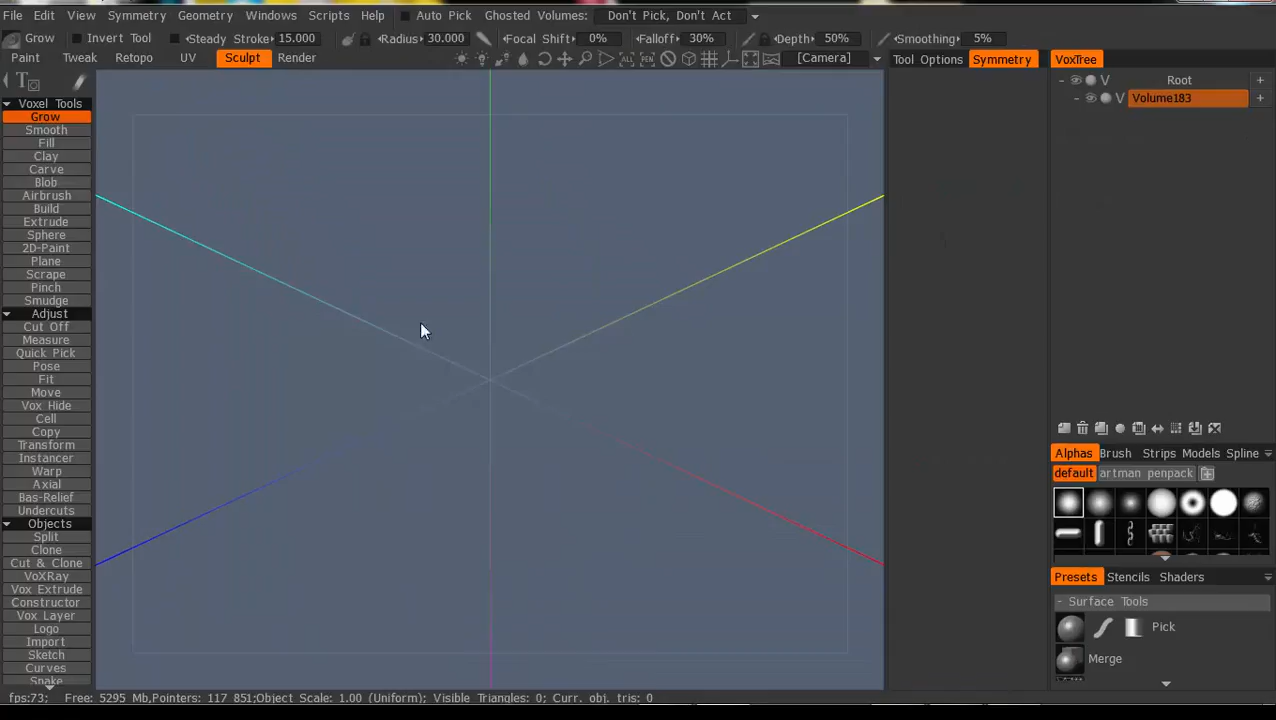 File Edit View Symmetry Geometry Windows Scripts Help Auto Pick Ghosted Volumes: Don't Pick, Don't Act
Grow Invert Tool Steady Stroke 15.000 Radius 30.000 Focal Shift 0% Falloff 30% Depth 50% Smoothing 5%
Paint Tweak Retopo UV Sculpt Render [Camera] Tool Options Symmetry VoxTree
Root
Volume183
Voxel Tools
Grow
Smooth
Fill
Clay
Carve
Blob
Airbrush
Build
Extrude
Sphere
2D-Paint
Plane
Scrape
Pinch
Smudge
Adjust
Cut Off
Measure
Quick Pick
Pose
Fit
Move
Vox Hide
Cell
Copy
Transform
Instancer
Warp
Axial
Bas-Relief
Undercuts
Objects
Split
Clone
Cut & Clone
VoXRay
Vox Extrude
Constructor
Vox Layer
Logo
Import
Sketch
Curves
Snake
Alphas Brush Strips Models Spline
default artman penpack
Presets Stencils Shaders
- Surface Tools
Pick
Merge
fps:73; Free: 5295 Mb,Pointers: 117 851;Object Scale: 1.00 (Uniform); Visible Triangles: 0; Curr. obj. tris: 0